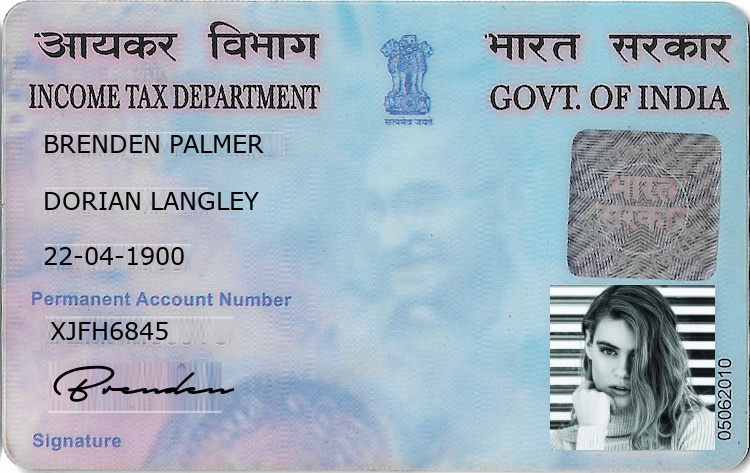 आयकर विभाग
भारत सरकार
INCOME TAX DEPARTMENT
GOVT. OF INDIA
सत्यमेव जयते
BRENDEN PALMER
DORIAN LANGLEY
22-04-1900
भारत
सरकार
Permanent Account Number
XJFH6845
Brenden
Signature
05062010